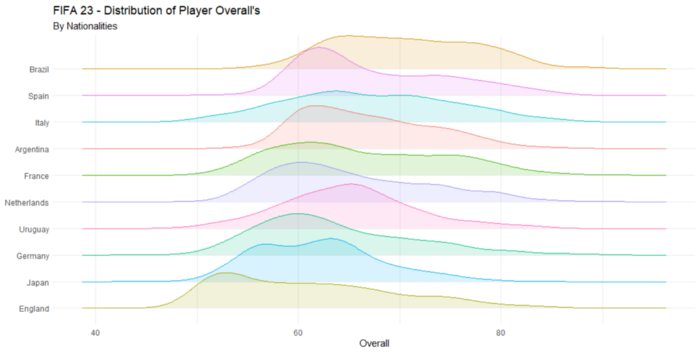 FIFA 23 - Distribution of Player Overall's
By Nationalities
Brazil
Spain
Italy
Argentina
France
Netherlands
Uruguay
Germany
Japan
England
40 60 80
Overall